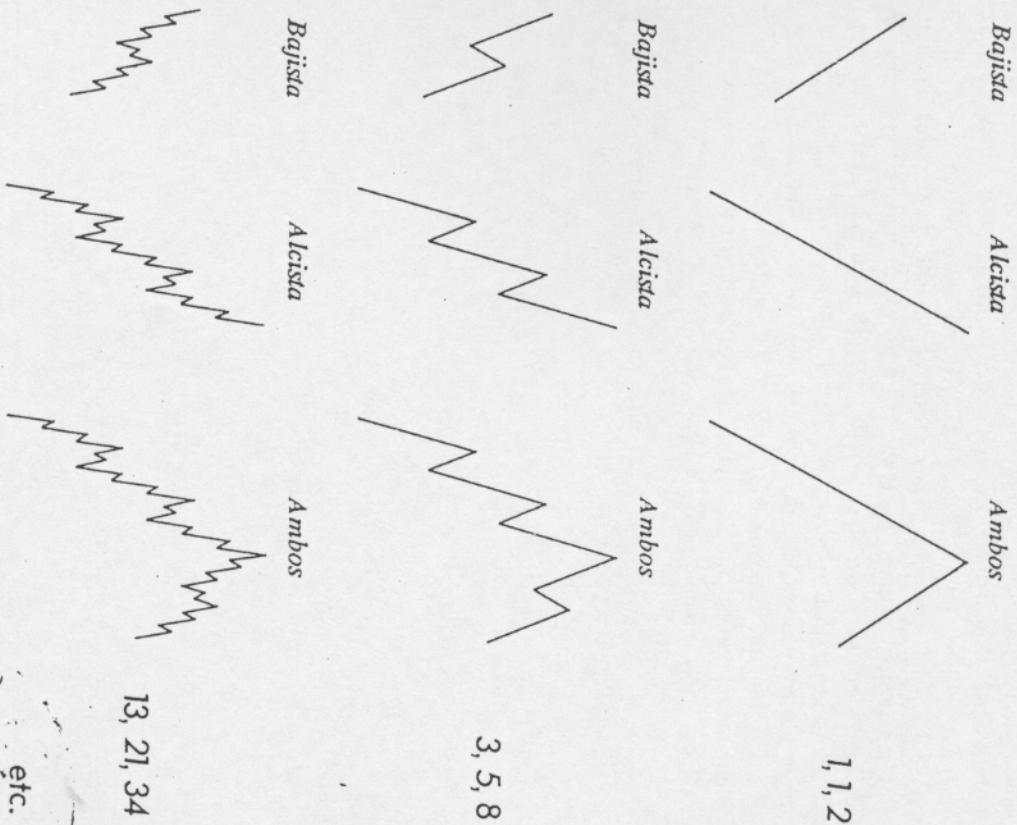 Bajista Alcista Ambos 1, 1, 2
Bajista Alcista Ambos 3, 5, 8
Bajista Alcista Ambos 13, 21, 34
etc.